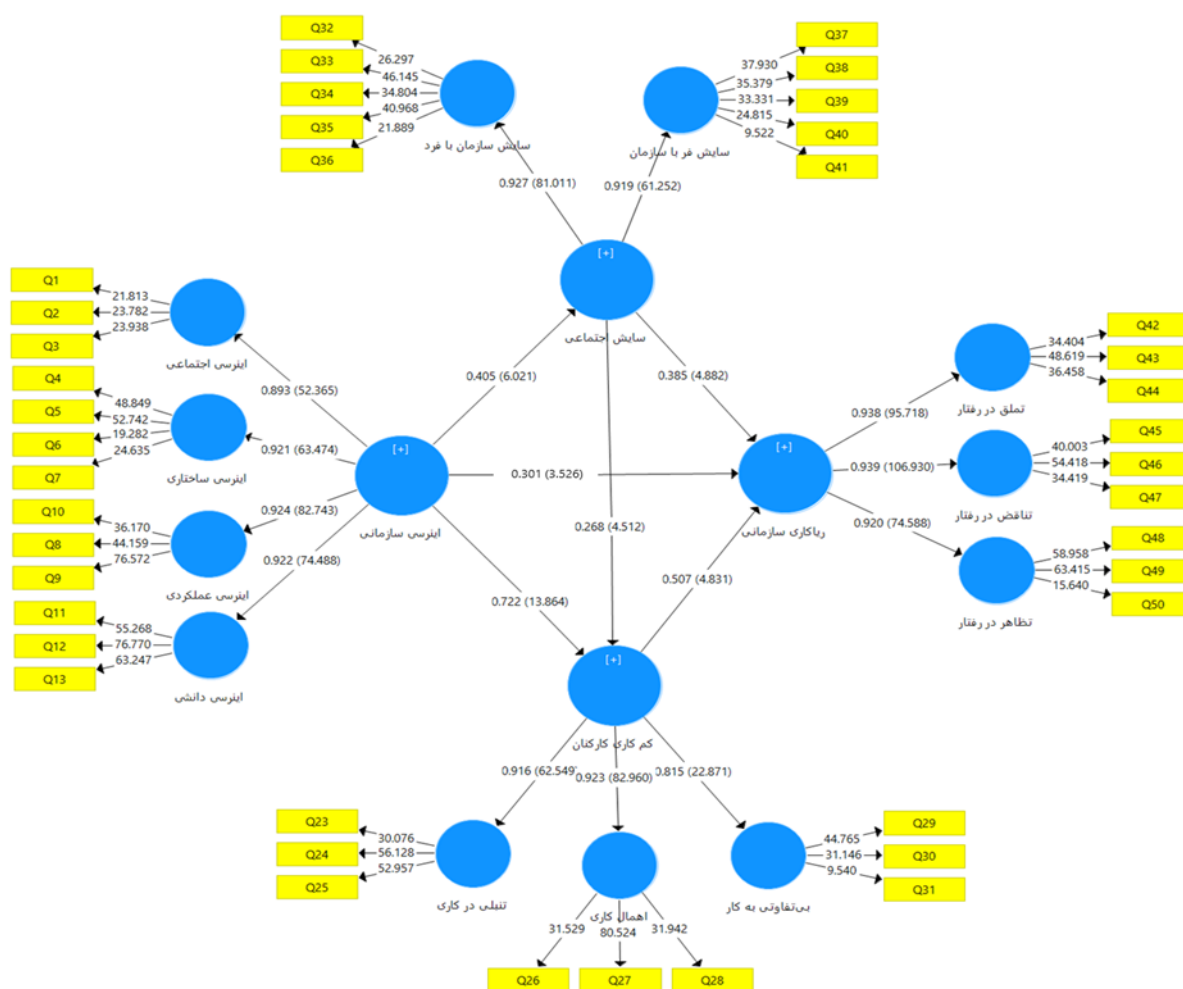 Q32
Q33
Q34
Q35
Q36
26.297
46.145
34.804
40.968
21.889
سایش سازمان با فرد
Q37
Q38
Q39
Q40
Q41
37.930
35.379
33.331
24.815
9.522
سایش فر با سازمان
0.927 (81.011)
0.919 (61.252)
[+]
سایش اجتماعی
Q1
Q2
Q3
21.813
23.782
23.938
اینرسی اجتماعی
Q4
Q5
Q6
Q7
48.849
52.742
19.282
24.635
اینرسی ساختاری
Q10
Q8
Q9
36.170
44.159
76.572
اینرسی عملکردی
Q11
Q12
Q13
55.268
76.770
63.247
اینرسی دانشی
0.893 (52.365)
0.921 (63.474)
0.924 (82.743)
0.922 (74.488)
[+]
اینرسی سازمانی
0.405 (6.021)
0.385 (4.882)
0.301 (3.526)
0.268 (4.512)
0.722 (13.864)
0.507 (4.831)
[+]
ریاکاری سازمانی
0.938 (95.718)
0.939 (106.930)
0.920 (74.588)
Q42
Q43
Q44
34.404
48.619
36.458
تملق در رفتار
Q45
Q46
Q47
40.003
54.418
34.419
تناقض در رفتار
Q48
Q49
Q50
58.958
63.415
15.640
تظاهر در رفتار
[+]
کم کاری کارکنان
0.916 (62.549)
0.923 (82.960)
0.815 (22.871)
Q23
Q24
Q25
30.076
56.128
52.957
تنبلی در کاری
اهمال کاری
31.529
80.524
31.942
Q26
Q27
Q28
Q29
Q30
Q31
44.765
31.146
9.540
بی‌تفاوتی به کار